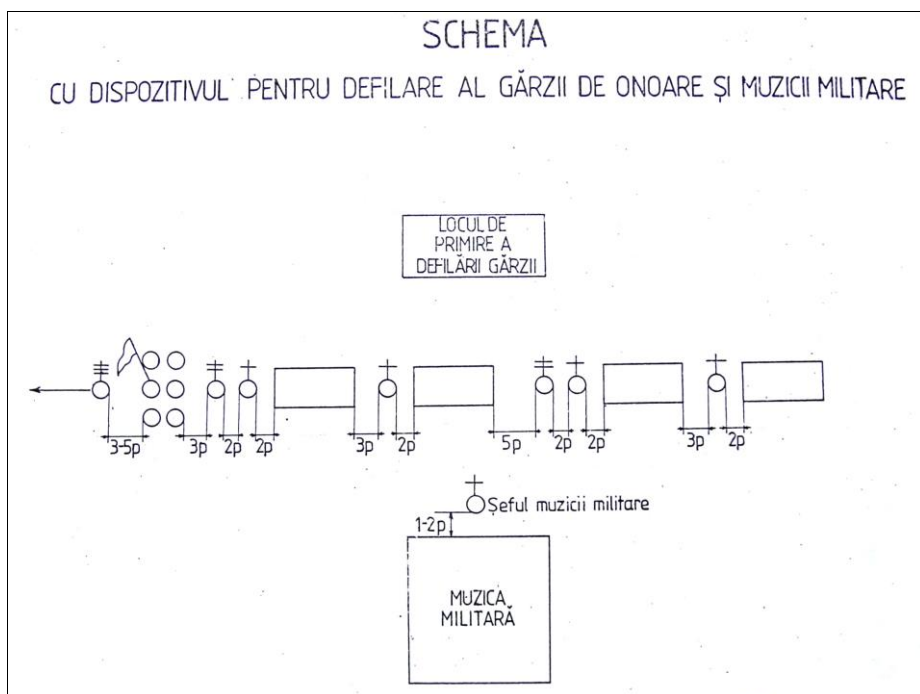 SCHEMA
CU DISPOZITIVUL PENTRU DEFILARE AL GĂRZII DE ONOARE ȘI MUZICII MILITARE
LOCUL DE
PRIMIRE A
DEFILĂRII GĂRZII
3-5p 3p 2p 2p 3p 2p 5p 2p 2p 3p 2p
Șeful muzicii militare
1-2p
MUZICA
MILITARĂ